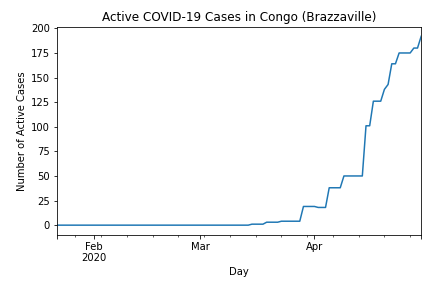 Active COVID-19 Cases in Congo (Brazzaville)
200
175
150
125
100
75
50
25
0
Number of Active Cases
Feb
2020
Mar
Apr
Day